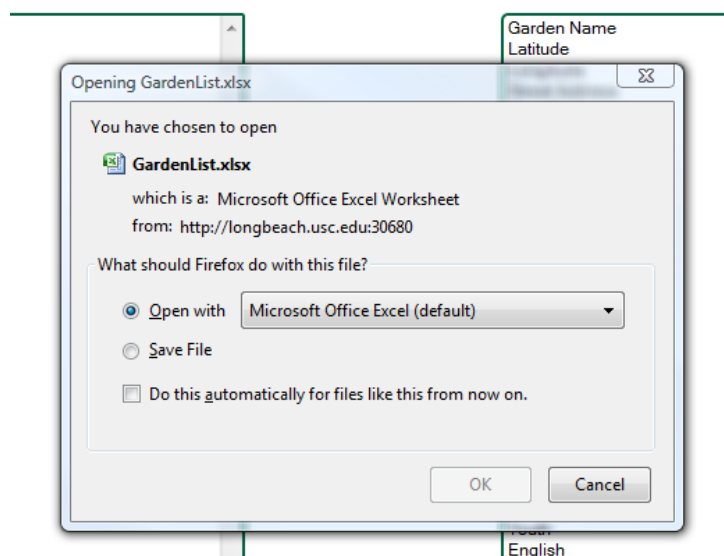 Garden Name
Latitude
Opening GardenList.xlsx
You have chosen to open
GardenList.xlsx
which is a: Microsoft Office Excel Worksheet
from: http://longbeach.usc.edu:30680
What should Firefox do with this file?
Open with Microsoft Office Excel (default)
Save File
Do this automatically for files like this from now on.
OK Cancel
Youth
English